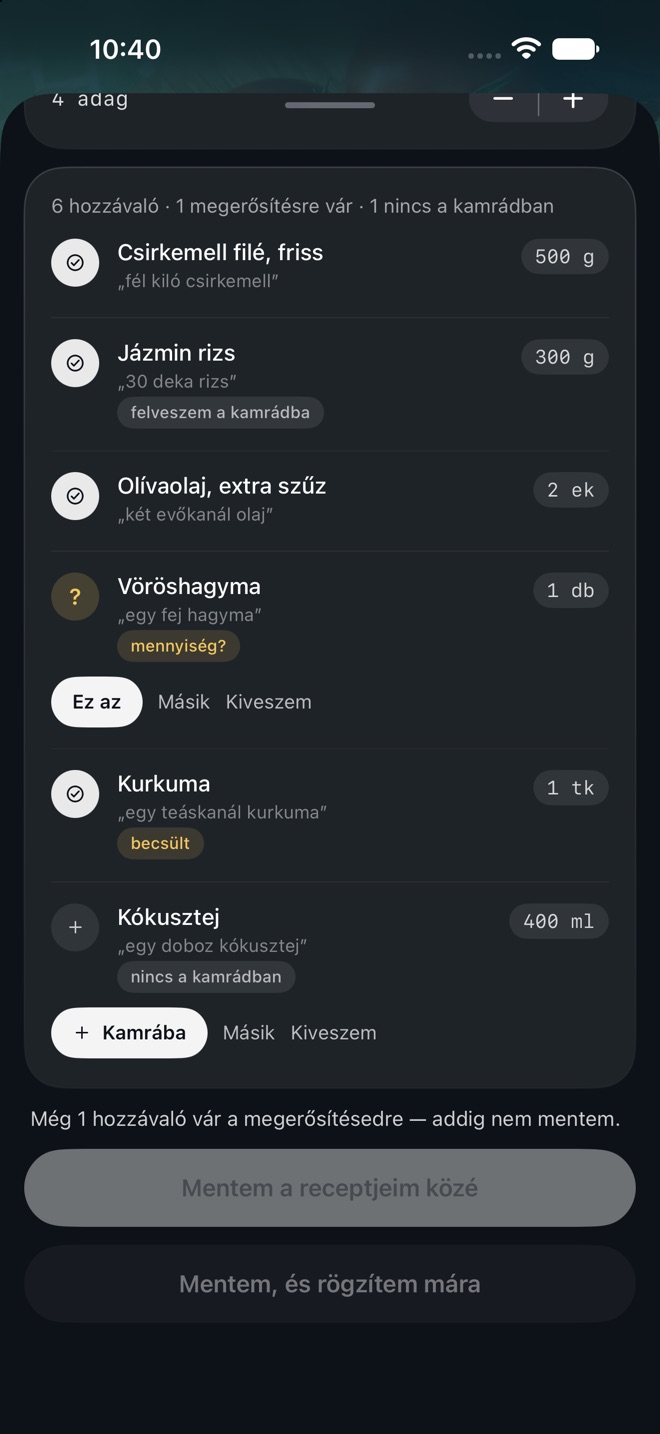 10:40
4 adag
− +
6 hozzávaló · 1 megerősítésre vár · 1 nincs a kamrádban
Csirkemell filé, friss 500 g
„fél kiló csirkemell”
Jázmin rizs 300 g
„30 deka rizs”
felveszem a kamrádba
Olívaolaj, extra szűz 2 ek
„két evőkanál olaj”
? Vöröshagyma 1 db
„egy fej hagyma”
mennyiség?
Ez az Másik Kiveszem
Kurkuma 1 tk
„egy teáskanál kurkuma”
becsült
+ Kókusztej 400 ml
„egy doboz kókusztej”
nincs a kamrádban
+ Kamrába Másik Kiveszem
Még 1 hozzávaló vár a megerősítésedre — addig nem mentem.
Mentem a receptjeim közé
Mentem, és rögzítem mára